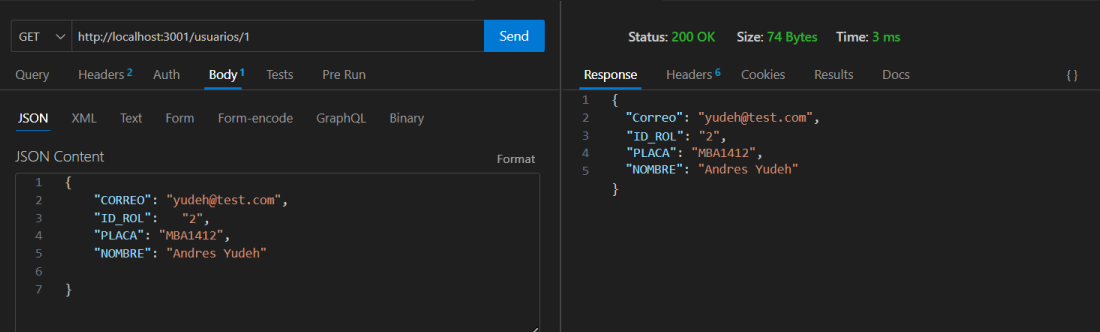 GET http://localhost:3001/usuarios/1 Send
Query Headers 2 Auth Body 1 Tests Pre Run
JSON XML Text Form Form-encode GraphQL Binary
JSON Content Format
1 {
2 "CORREO": "yudeh@test.com",
3 "ID_ROL": "2",
4 "PLACA": "MBA1412",
5 "NOMBRE": "Andres Yudeh"
6
7 }
Status: 200 OK Size: 74 Bytes Time: 3 ms
Response Headers 6 Cookies Results Docs { }
1 {
2 "Correo": "yudeh@test.com",
3 "ID_ROL": "2",
4 "PLACA": "MBA1412",
5 "NOMBRE": "Andres Yudeh"
}